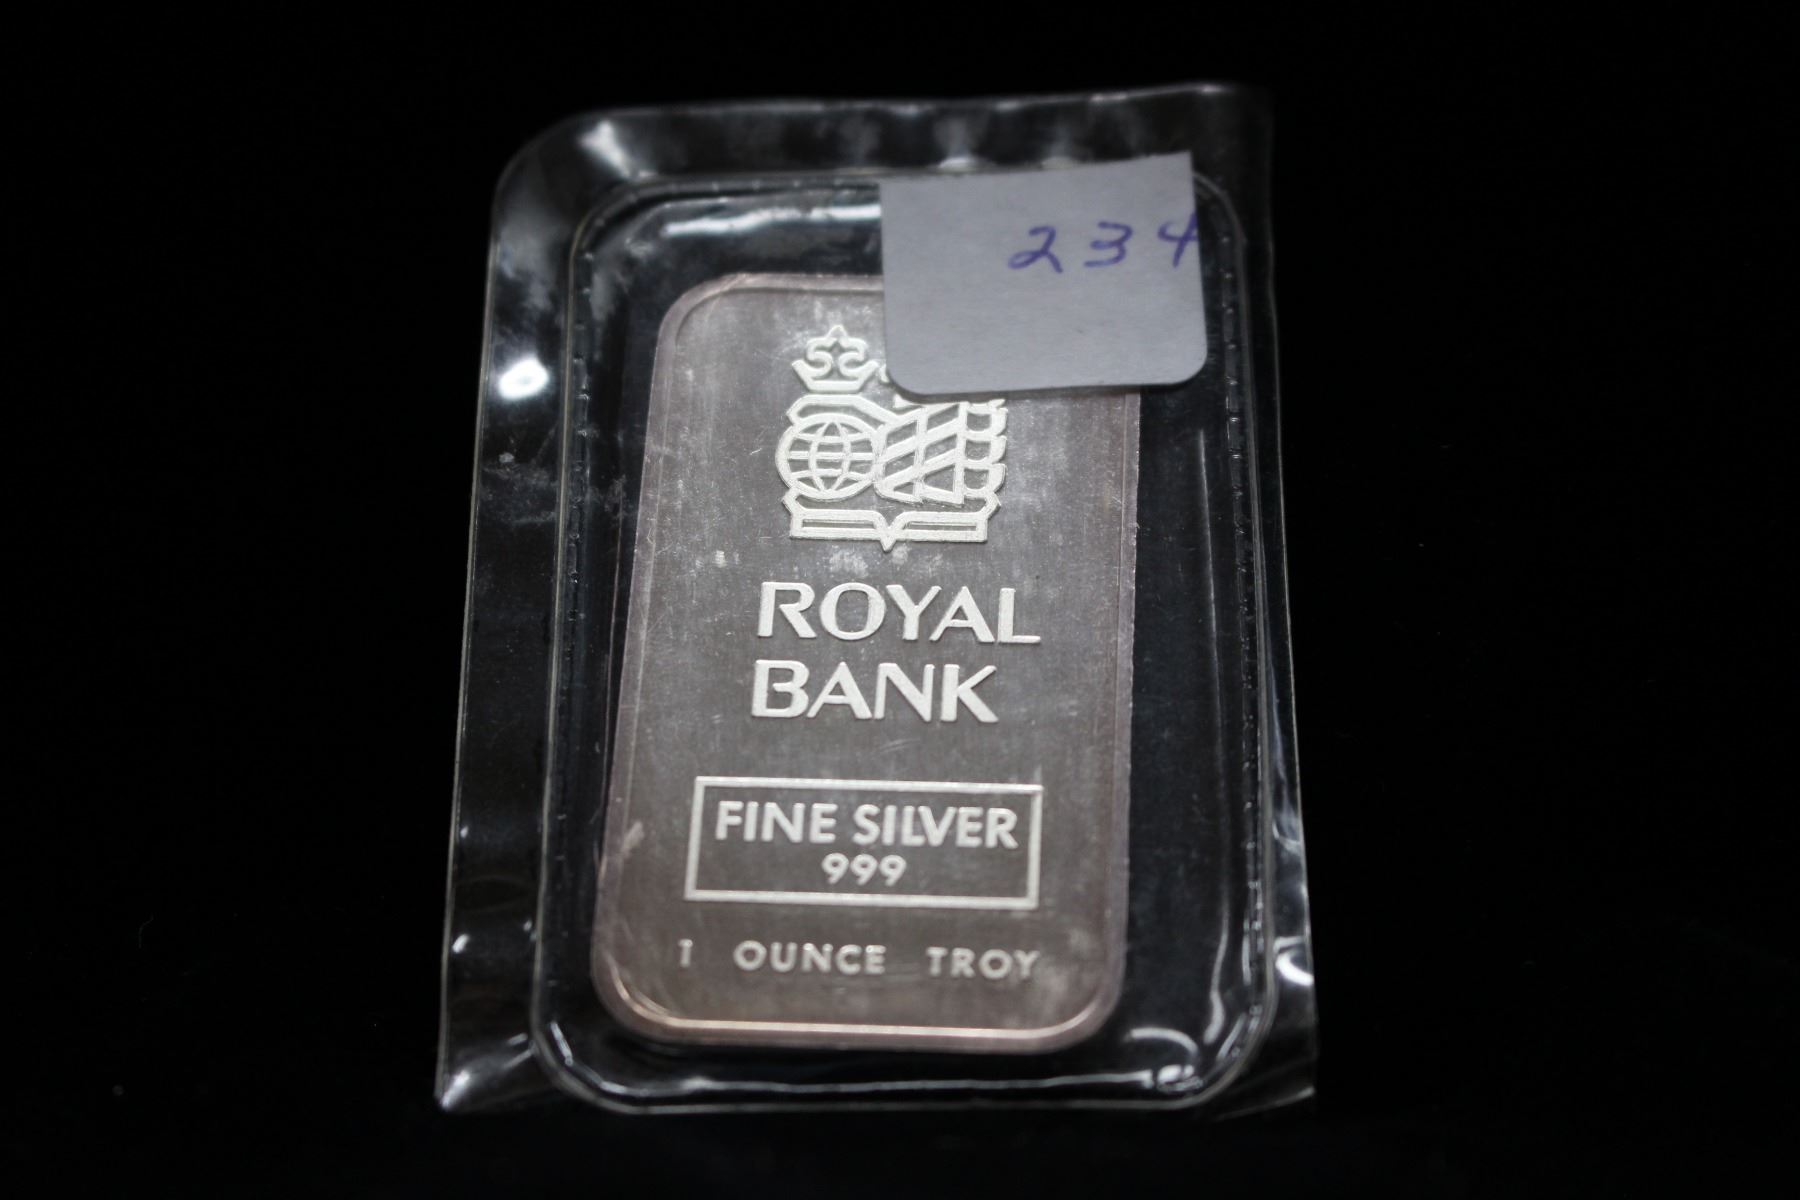 234
ROYAL
BANK
FINE SILVER
999
1 OUNCE TROY